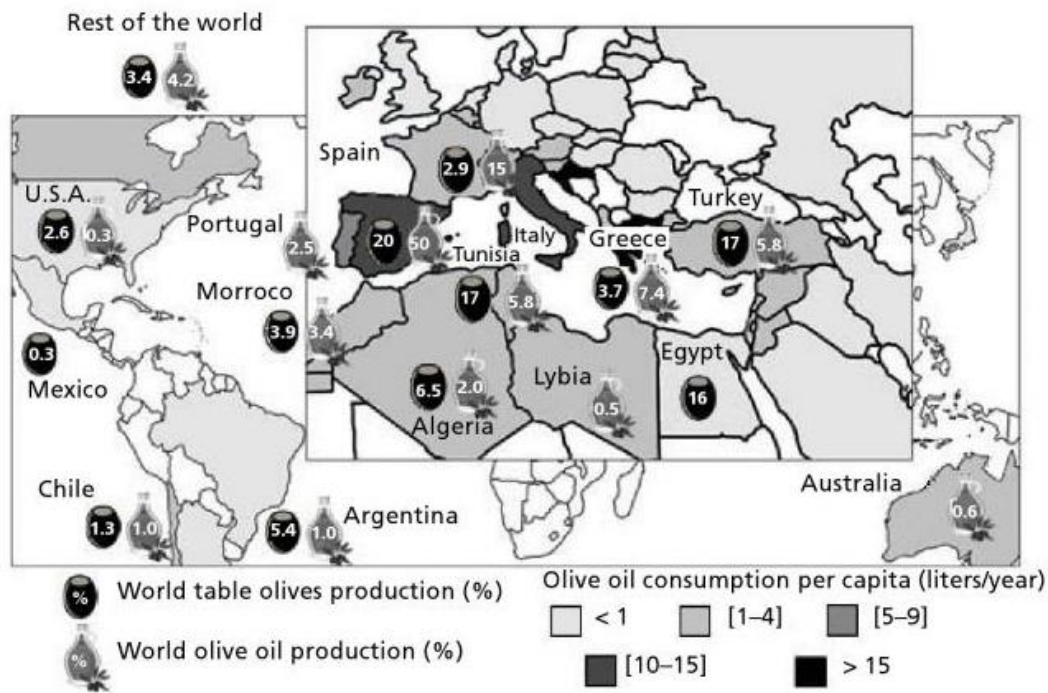 Rest of the world
3.4 4.2
Spain
2.9 15
U.S.A.
2.6 0.3
Portugal
2.5
20 50
Italy
Tunisia
17 5.8
Greece
3.7 7.4
Turkey
17 5.8
Morroco
3.9 3.4
0.3
Mexico
6.5 2.0
Algeria
Lybia
0.5
Egypt
16
Chile
1.3 1.0
5.4 1.0
Argentina
Australia
0.6
% World table olives production (%)
% World olive oil production (%)
Olive oil consumption per capita (liters/year)
< 1 [1–4] [5–9]
[10–15] > 15